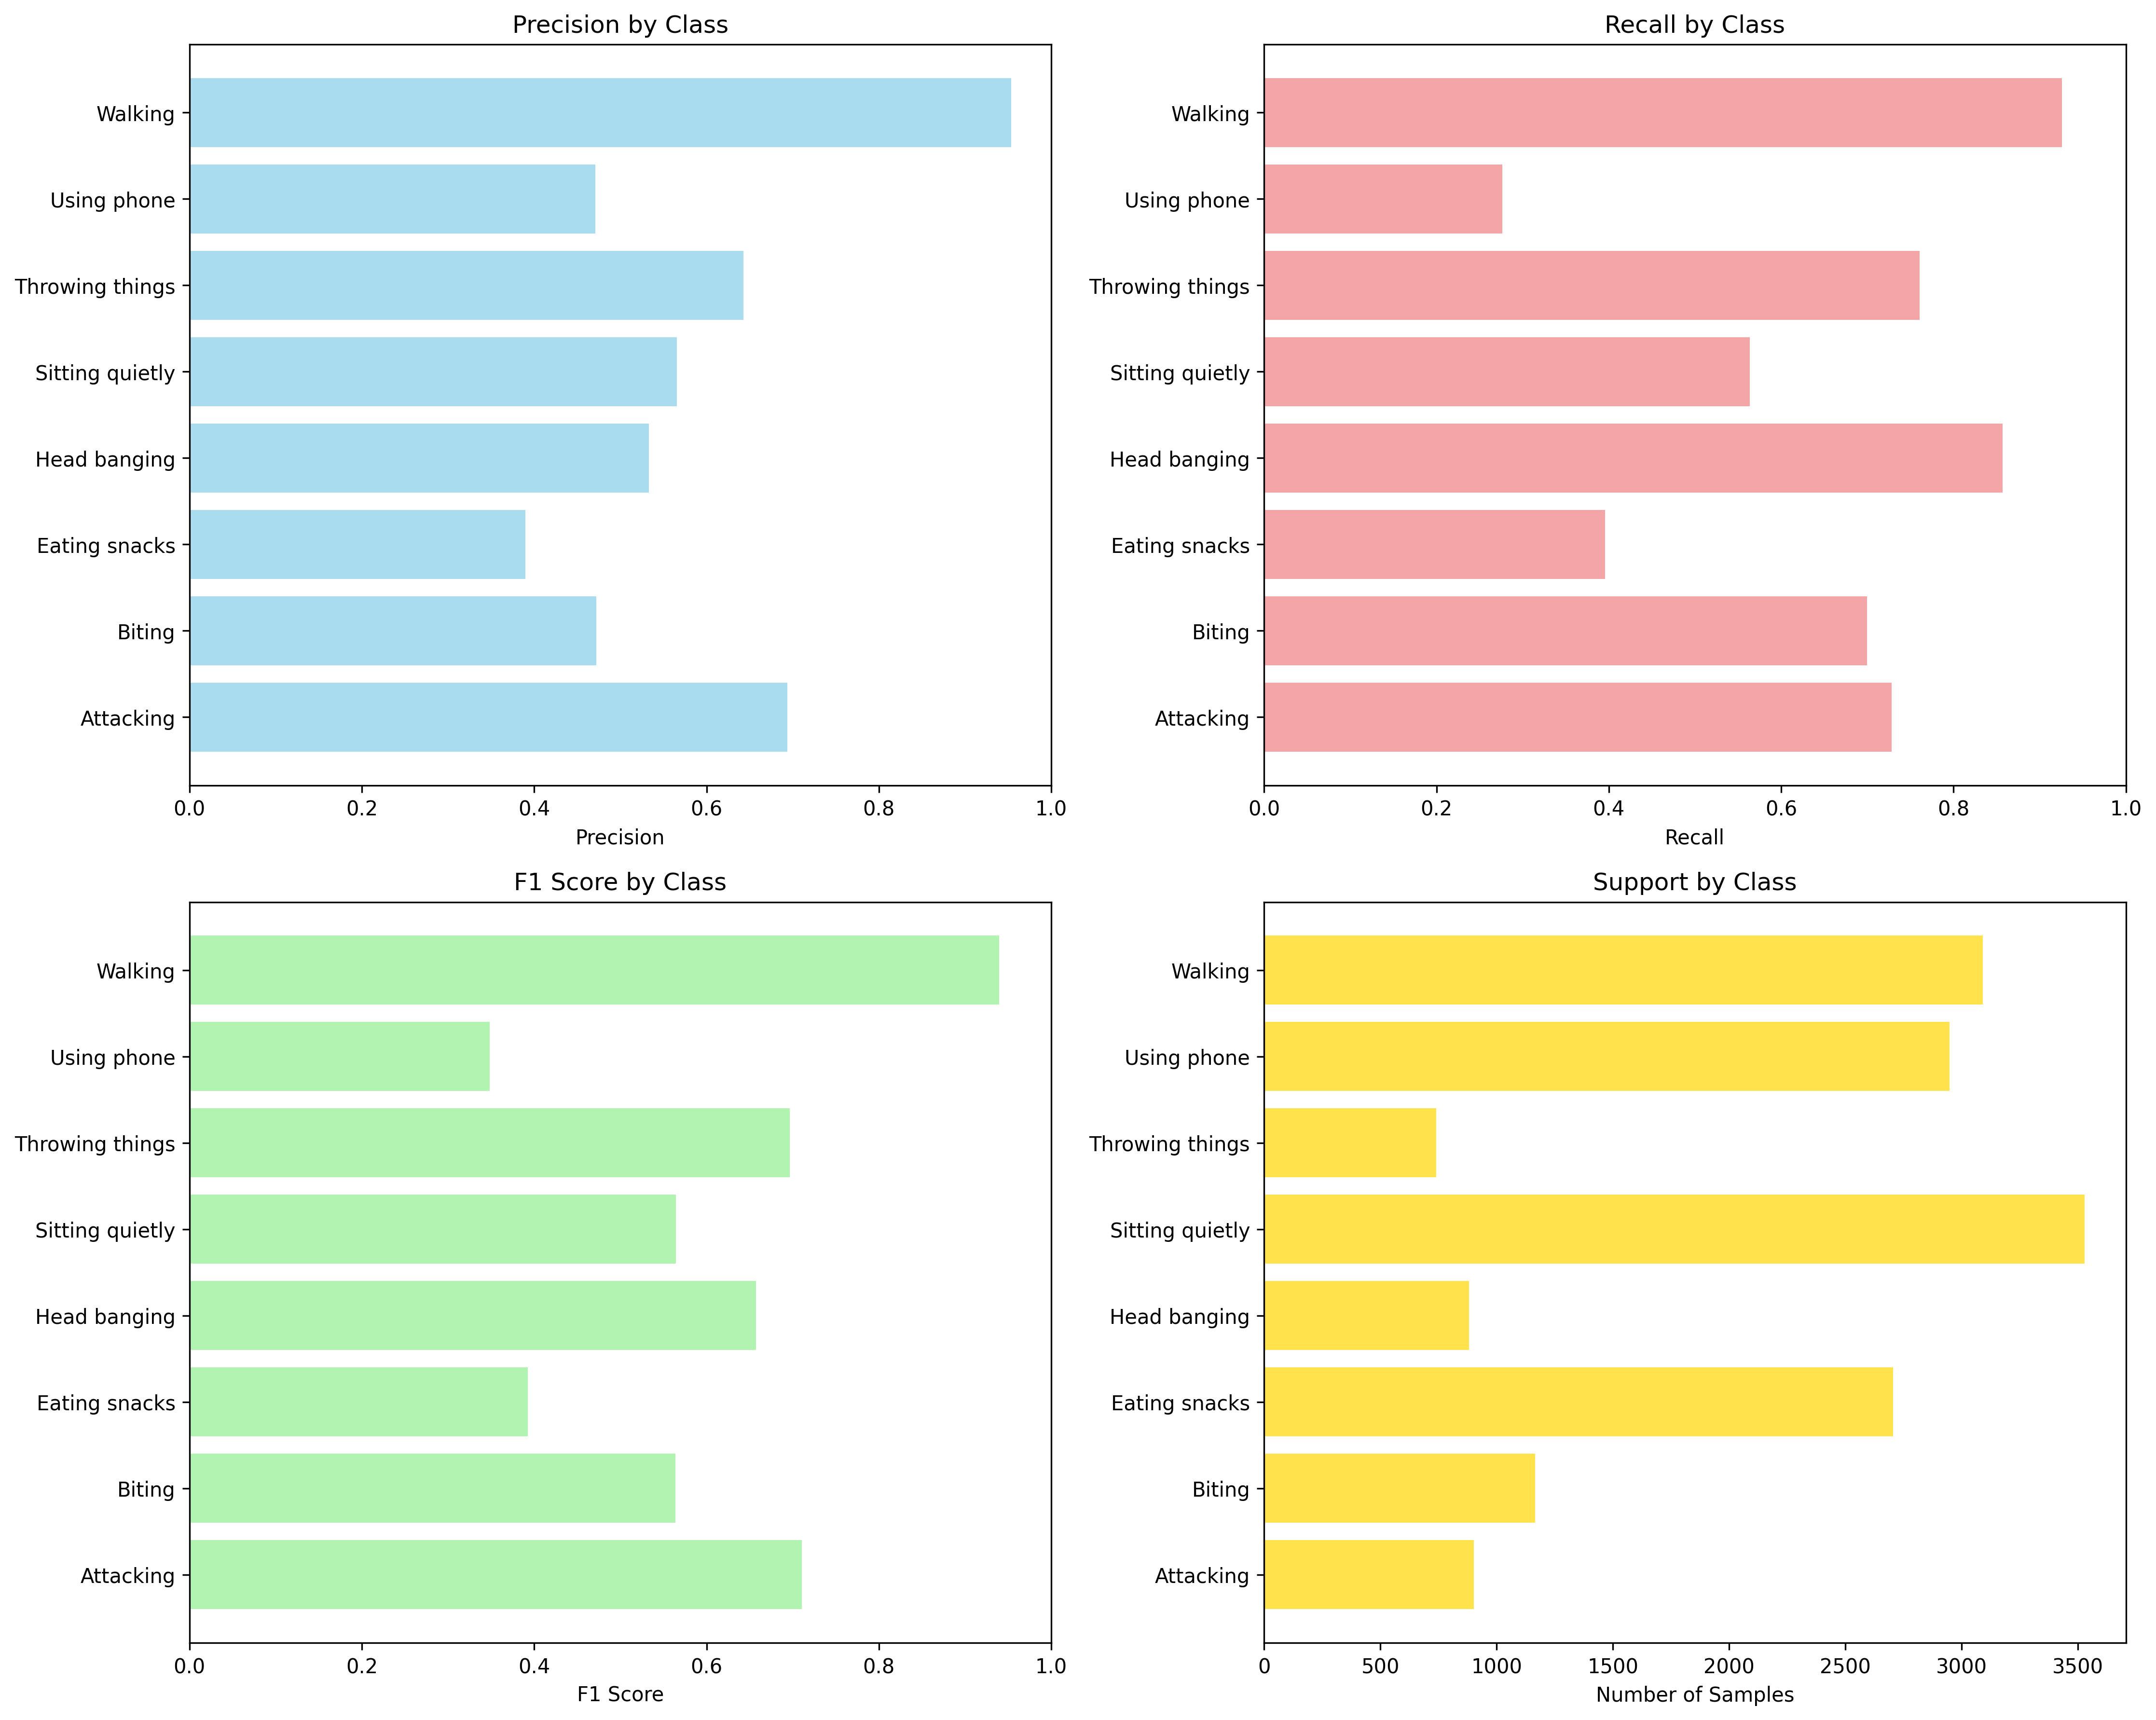 Precision by Class
Walking
Using phone
Throwing things
Sitting quietly
Head banging
Eating snacks
Biting
Attacking
0.0 0.2 0.4 0.6 0.8 1.0
Precision
Recall by Class
Walking
Using phone
Throwing things
Sitting quietly
Head banging
Eating snacks
Biting
Attacking
0.0 0.2 0.4 0.6 0.8 1.0
Recall
F1 Score by Class
Walking
Using phone
Throwing things
Sitting quietly
Head banging
Eating snacks
Biting
Attacking
0.0 0.2 0.4 0.6 0.8 1.0
F1 Score
Support by Class
Walking
Using phone
Throwing things
Sitting quietly
Head banging
Eating snacks
Biting
Attacking
0 500 1000 1500 2000 2500 3000 3500
Number of Samples